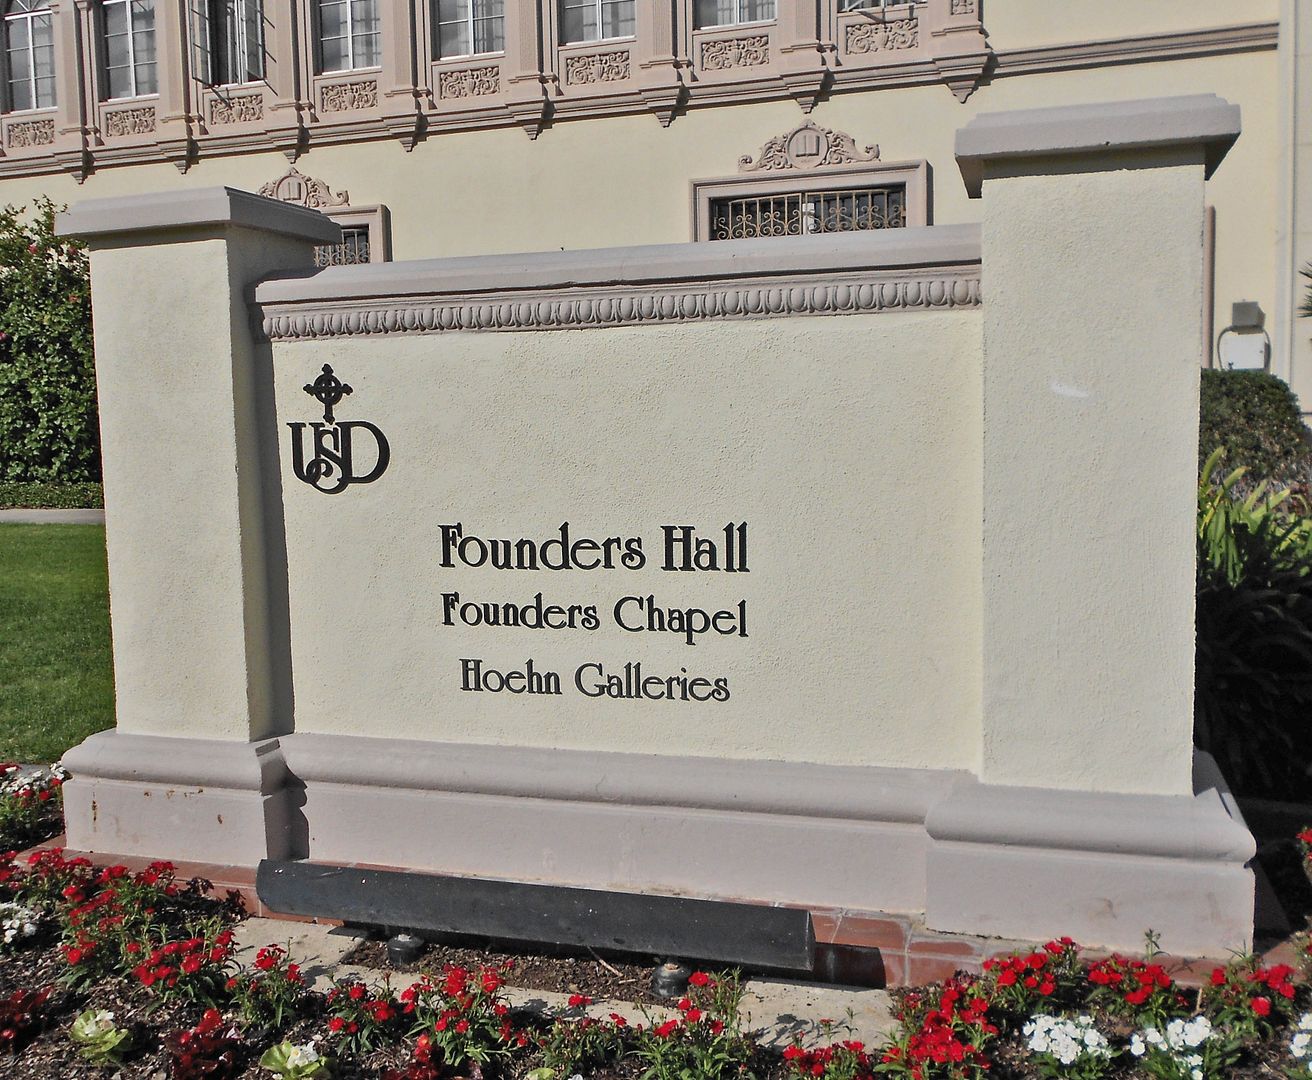 USD
Founders Hall
Founders Chapel
Hoehn Galleries